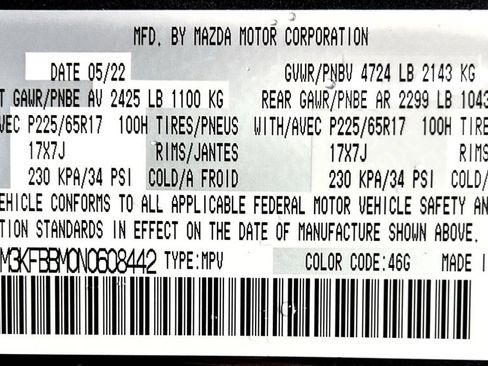 MFD. BY MAZDA MOTOR CORPORATION
DATE 05/22 GVWR/PNBV 4724 LB 2143 KG
T GAWR/PNBE AV 2425 LB 1100 KG REAR GAWR/PNBE AR 2299 LB 1043
AVEC P225/65R17 100H TIRES/PNEUS WITH/AVEC P225/65R17 100H TIRE
17X7J RIMS/JANTES 17X7J RIMS
230 KPA/34 PSI COLD/A FROID 230 KPA/34 PSI COLD/
EHICLE CONFORMS TO ALL APPLICABLE FEDERAL MOTOR VEHICLE SAFETY AN
TION STANDARDS IN EFFECT ON THE DATE OF MANUFACTURE SHOWN ABOVE.
M3KFBBM0N0608442 TYPE:MPV COLOR CODE:46G MADE I